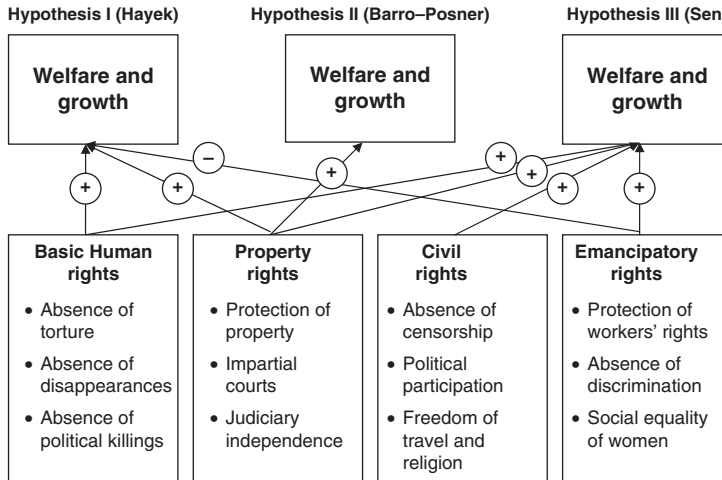 Hypothesis I (Hayek)
Hypothesis II (Barro–Posner)
Hypothesis III (Sen
Welfare and
growth
Welfare and
growth
Welfare and
growth
–
+
+
+
+
+
+
+
Basic Human
rights
• Absence of
torture
• Absence of
disappearances
• Absence of
political killings
Property
rights
• Protection of
property
• Impartial
courts
• Judiciary
independence
Civil
rights
• Absence of
censorship
• Political
participation
• Freedom of
travel and
religion
Emancipatory
rights
• Protection of
workers' rights
• Absence of
discrimination
• Social equality
of women